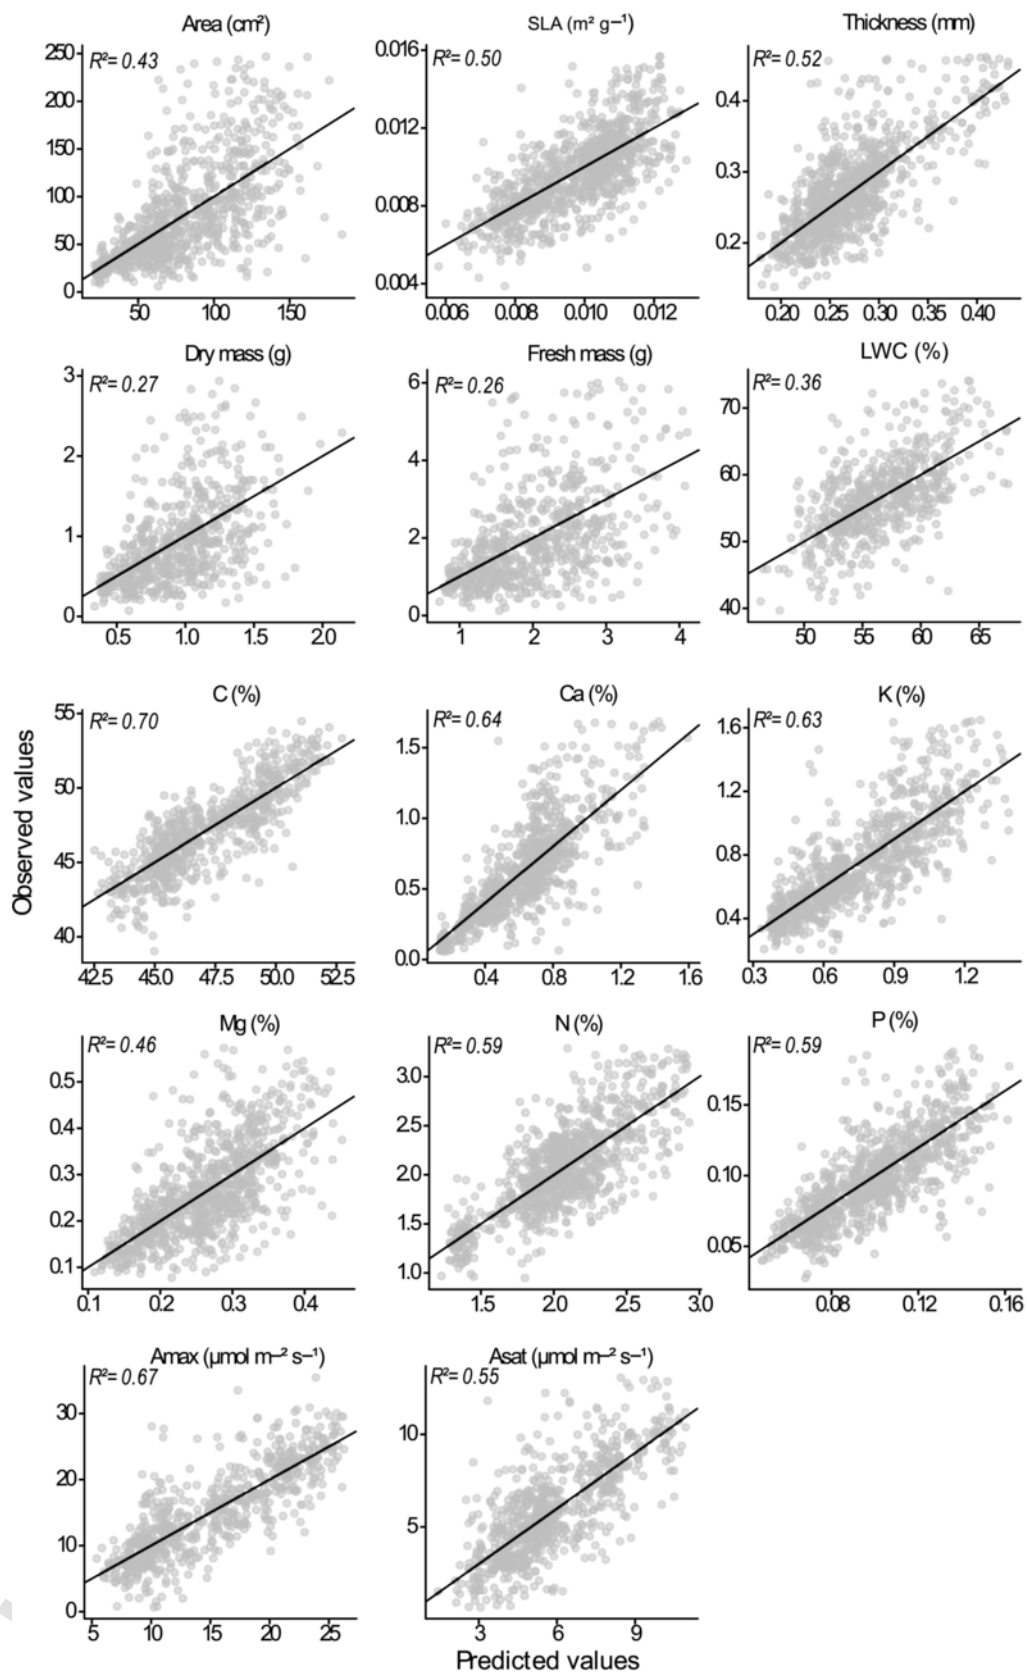 Area (cm²)
SLA (m² g⁻¹)
Thickness (mm)
R²= 0.43
R²= 0.50
R²= 0.52
250
200
150
100
50
0
0.016
0.012
0.008
0.004
0.4
0.3
0.2
50 100 150
0.006 0.008 0.010 0.012
0.20 0.25 0.30 0.35 0.40
Dry mass (g)
Fresh mass (g)
LWC (%)
R²= 0.27
R²= 0.26
R²= 0.36
3
2
1
0
6
4
2
0
70
60
50
40
0.5 1.0 1.5 2.0
1 2 3 4
50 55 60 65
C (%)
Ca (%)
K (%)
R²= 0.70
R²= 0.64
R²= 0.63
55
50
45
40
1.5
1.0
0.5
0.0
1.6
1.2
0.8
0.4
42.5 45.0 47.5 50.0 52.5
0.4 0.8 1.2 1.6
0.3 0.6 0.9 1.2
Observed values
Mg (%)
N (%)
P (%)
R²= 0.46
R²= 0.59
R²= 0.59
0.5
0.4
0.3
0.2
0.1
3.0
2.5
2.0
1.5
1.0
0.15
0.10
0.05
0.1 0.2 0.3 0.4
1.5 2.0 2.5 3.0
0.08 0.12 0.16
Amax (µmol m–² s–¹)
Asat (µmol m–² s–¹)
R²= 0.67
R²= 0.55
30
20
10
0
10
5
5 10 15 20 25
3 6 9
Predicted values